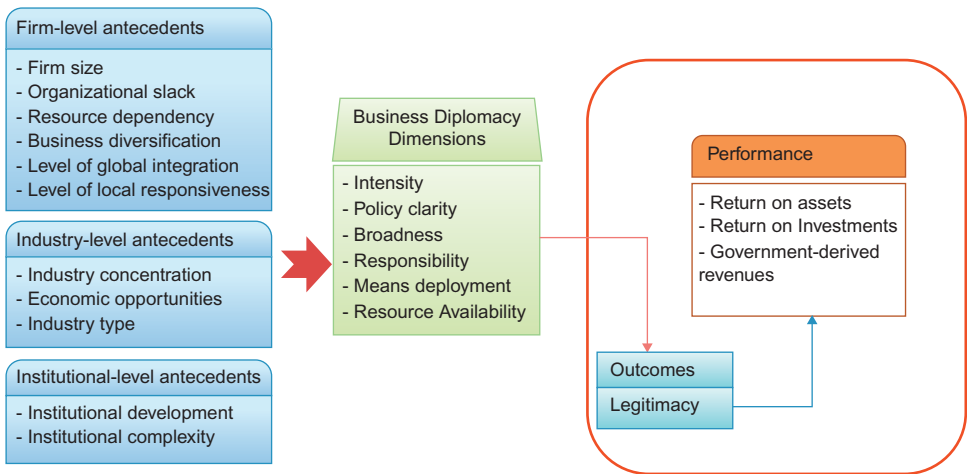 Firm-level antecedents
- Firm size
- Organizational slack
- Resource dependency
- Business diversification
- Level of global integration
- Level of local responsiveness
Industry-level antecedents
- Industry concentration
- Economic opportunities
- Industry type
Institutional-level antecedents
- Institutional development
- Institutional complexity
Business Diplomacy
Dimensions
- Intensity
- Policy clarity
- Broadness
- Responsibility
- Means deployment
- Resource Availability
Outcomes
Legitimacy
Performance
- Return on assets
- Return on Investments
- Government-derived
revenues